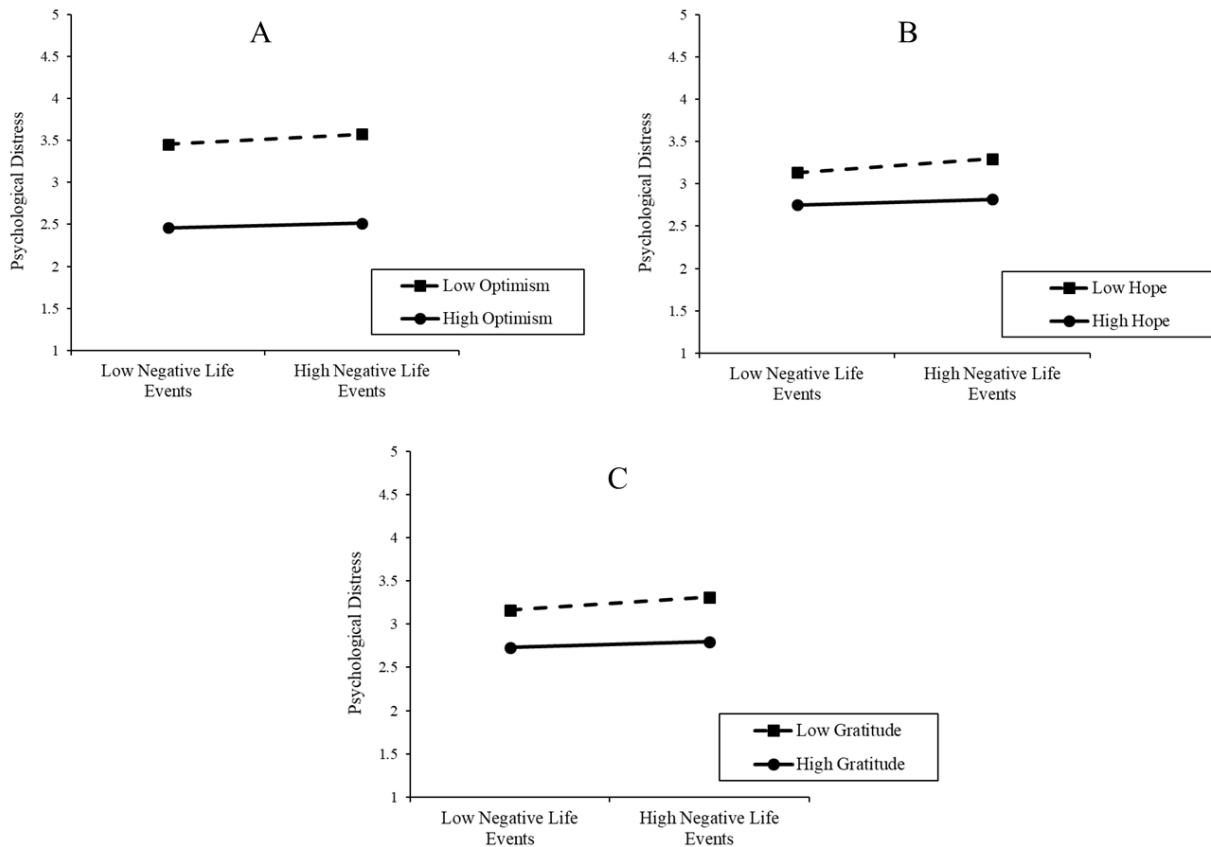 A
5
4.5
4
3.5
3
2.5
2
1.5
1
Psychological Distress
Low Negative Life
Events
High Negative Life
Events
Low Optimism
High Optimism
B
5
4.5
4
3.5
3
2.5
2
1.5
1
Psychological Distress
Low Negative Life
Events
High Negative Life
Events
Low Hope
High Hope
C
5
4.5
4
3.5
3
2.5
2
1.5
1
Psychological Distress
Low Negative Life
Events
High Negative Life
Events
Low Gratitude
High Gratitude